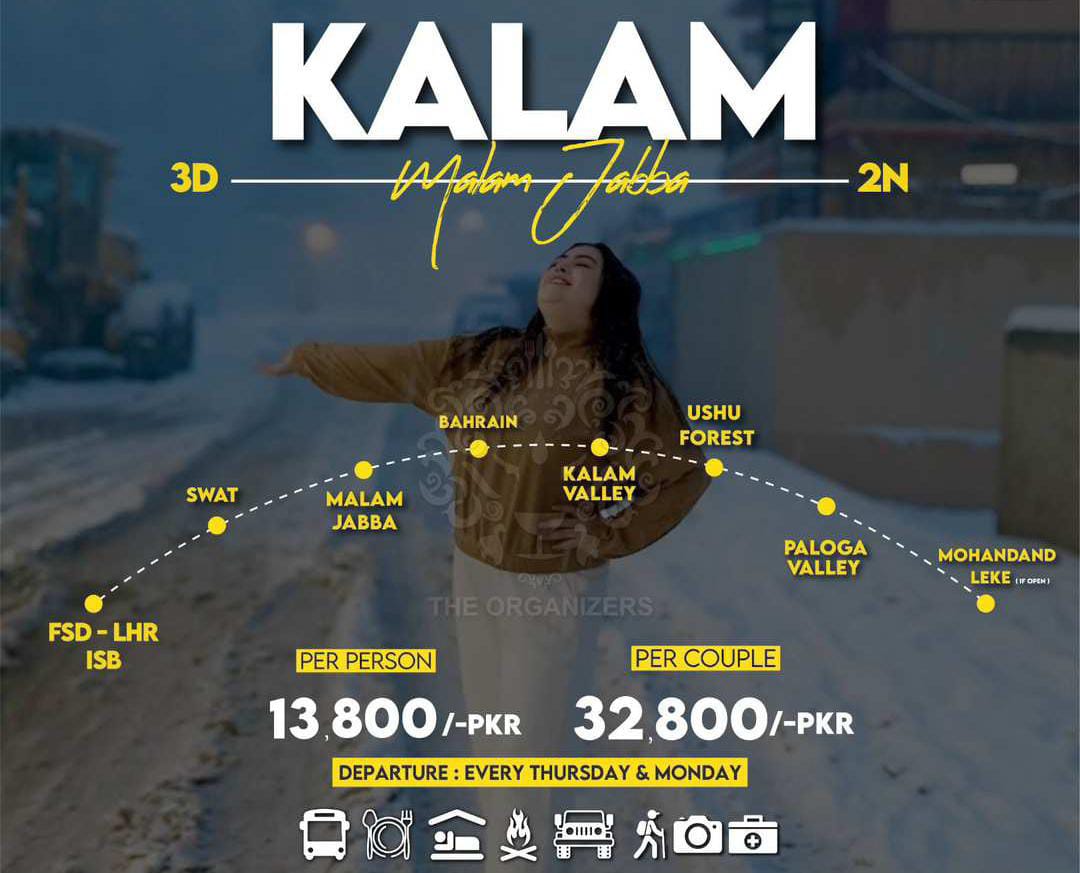 KALAM
3D
Malam Jabba
2N
BAHRAIN
USHU
FOREST
SWAT
MALAM
JABBA
KALAM
VALLEY
PALOGA
VALLEY
MOHANDAND
LEKE (IF OPEN)
FSD - LHR
ISB
THE ORGANIZERS
PER PERSON
PER COUPLE
13,800/-PKR
32,800/-PKR
DEPARTURE : EVERY THURSDAY & MONDAY